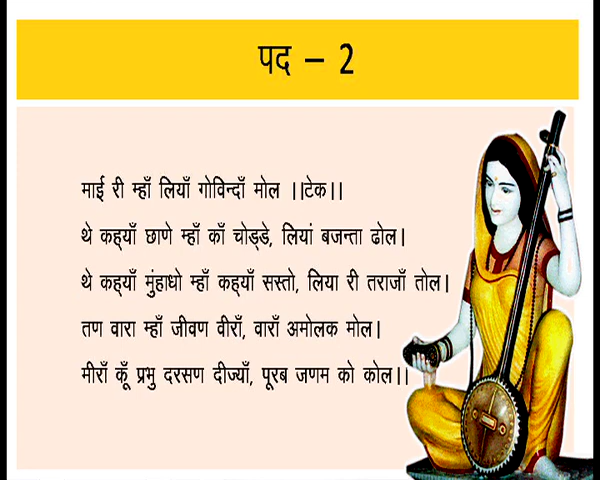 पद – 2
माई री म्हाँ लियाँ गोविन्दाँ मोल ।।टेक।।
थे कह्याँ छाणे म्हाँ काँ चोड्डे, लियां बजन्ता ढोल।
थे कह्याँ मुंहाधो म्हाँ कह्याँ सस्तो, लिया री तराजाँ तोल।
तण वारा म्हाँ जीवण वीराँ, वाराँ अमोलक मोल।
मीराँ कूँ प्रभु दरसण दीज्याँ, पूरब जणम को कोल।।